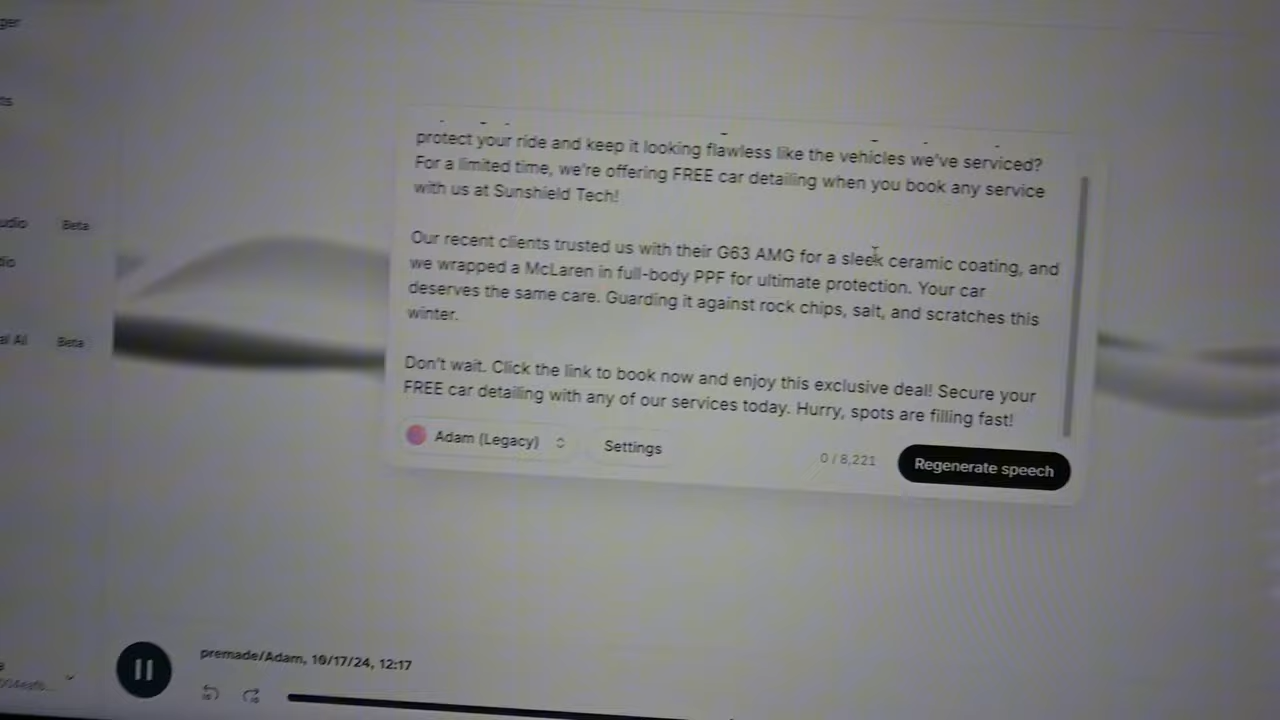 protect your ride and keep it looking flawless like the vehicles we've serviced?
For a limited time, we're offering FREE car detailing when you book any service
with us at Sunshield Tech!
Our recent clients trusted us with their G63 AMG for a sleek ceramic coating, and
we wrapped a McLaren in full-body PPF for ultimate protection. Your car
deserves the same care. Guarding it against rock chips, salt, and scratches this
winter.
Don't wait. Click the link to book now and enjoy this exclusive deal! Secure your
FREE car detailing with any of our services today. Hurry, spots are filling fast!
Beta
Beta
Adam (Legacy)
Settings
0 / 8,221
Regenerate speech
premade/Adam, 10/17/24, 12:17